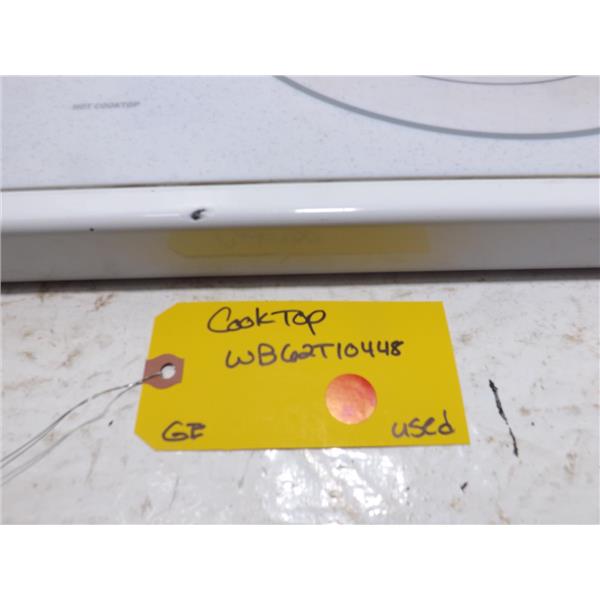 HOT COOKTOP
CookTop
WB62T10448
GE
used